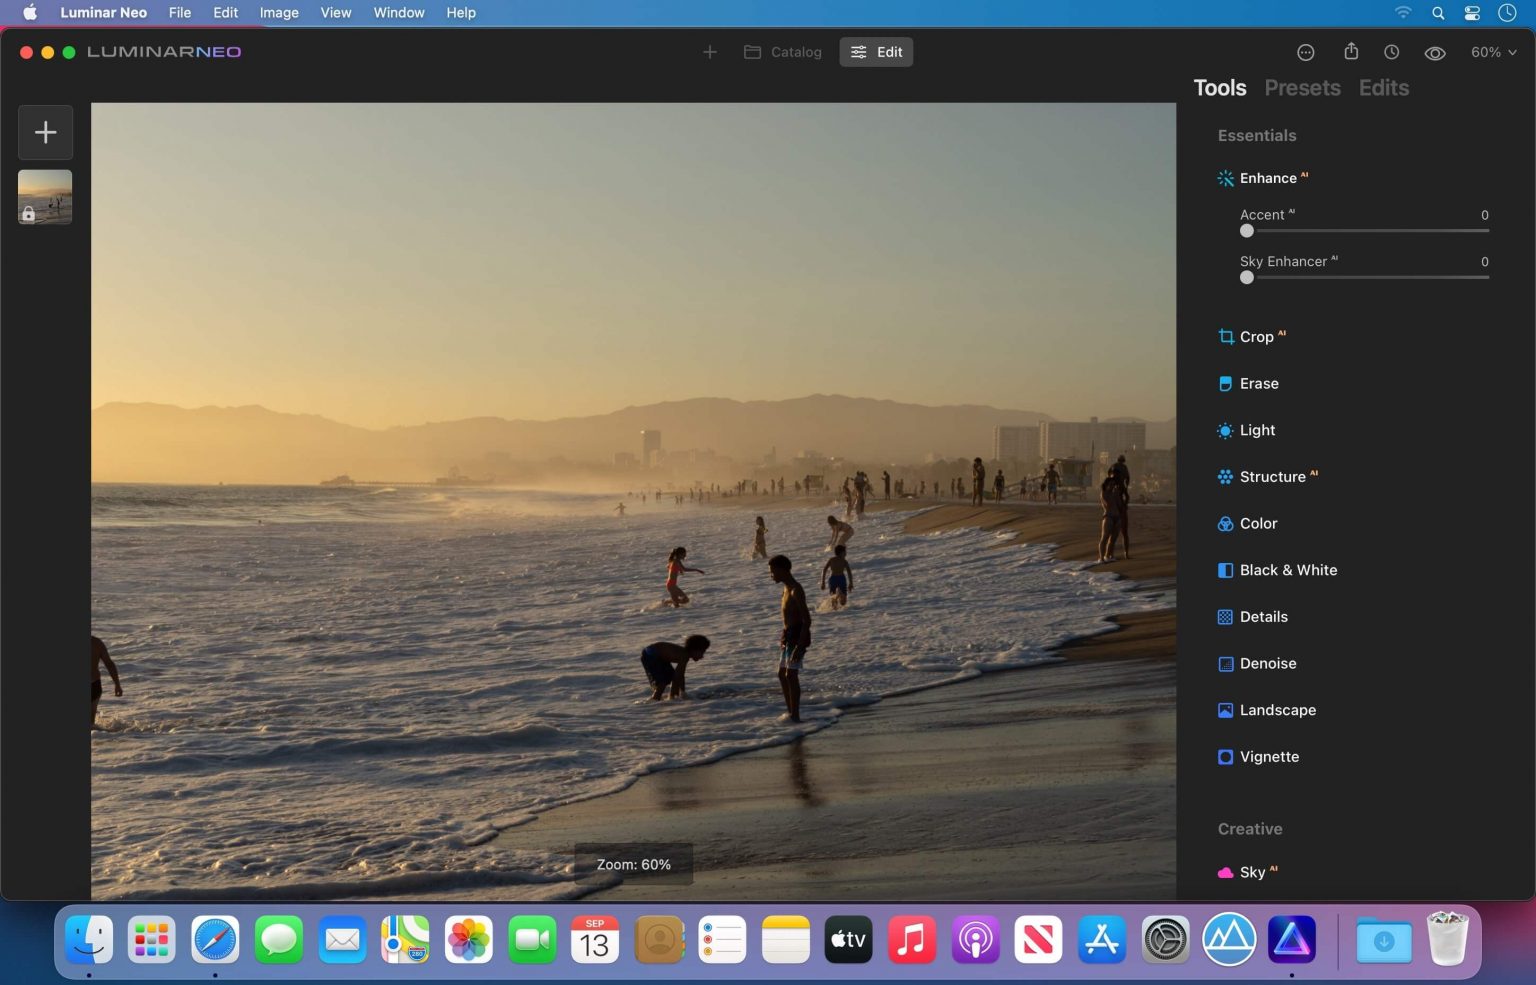 Luminar Neo File Edit Image View Window Help
LUMINARNEO
Catalog
Edit
60%
Tools Presets Edits
Essentials
Enhance AI
Accent AI 0
Sky Enhancer AI 0
Crop AI
Erase
Light
Structure AI
Color
Black & White
Details
Denoise
Landscape
Vignette
Creative
Sky AI
Zoom: 60%
SEP
13
280
tv